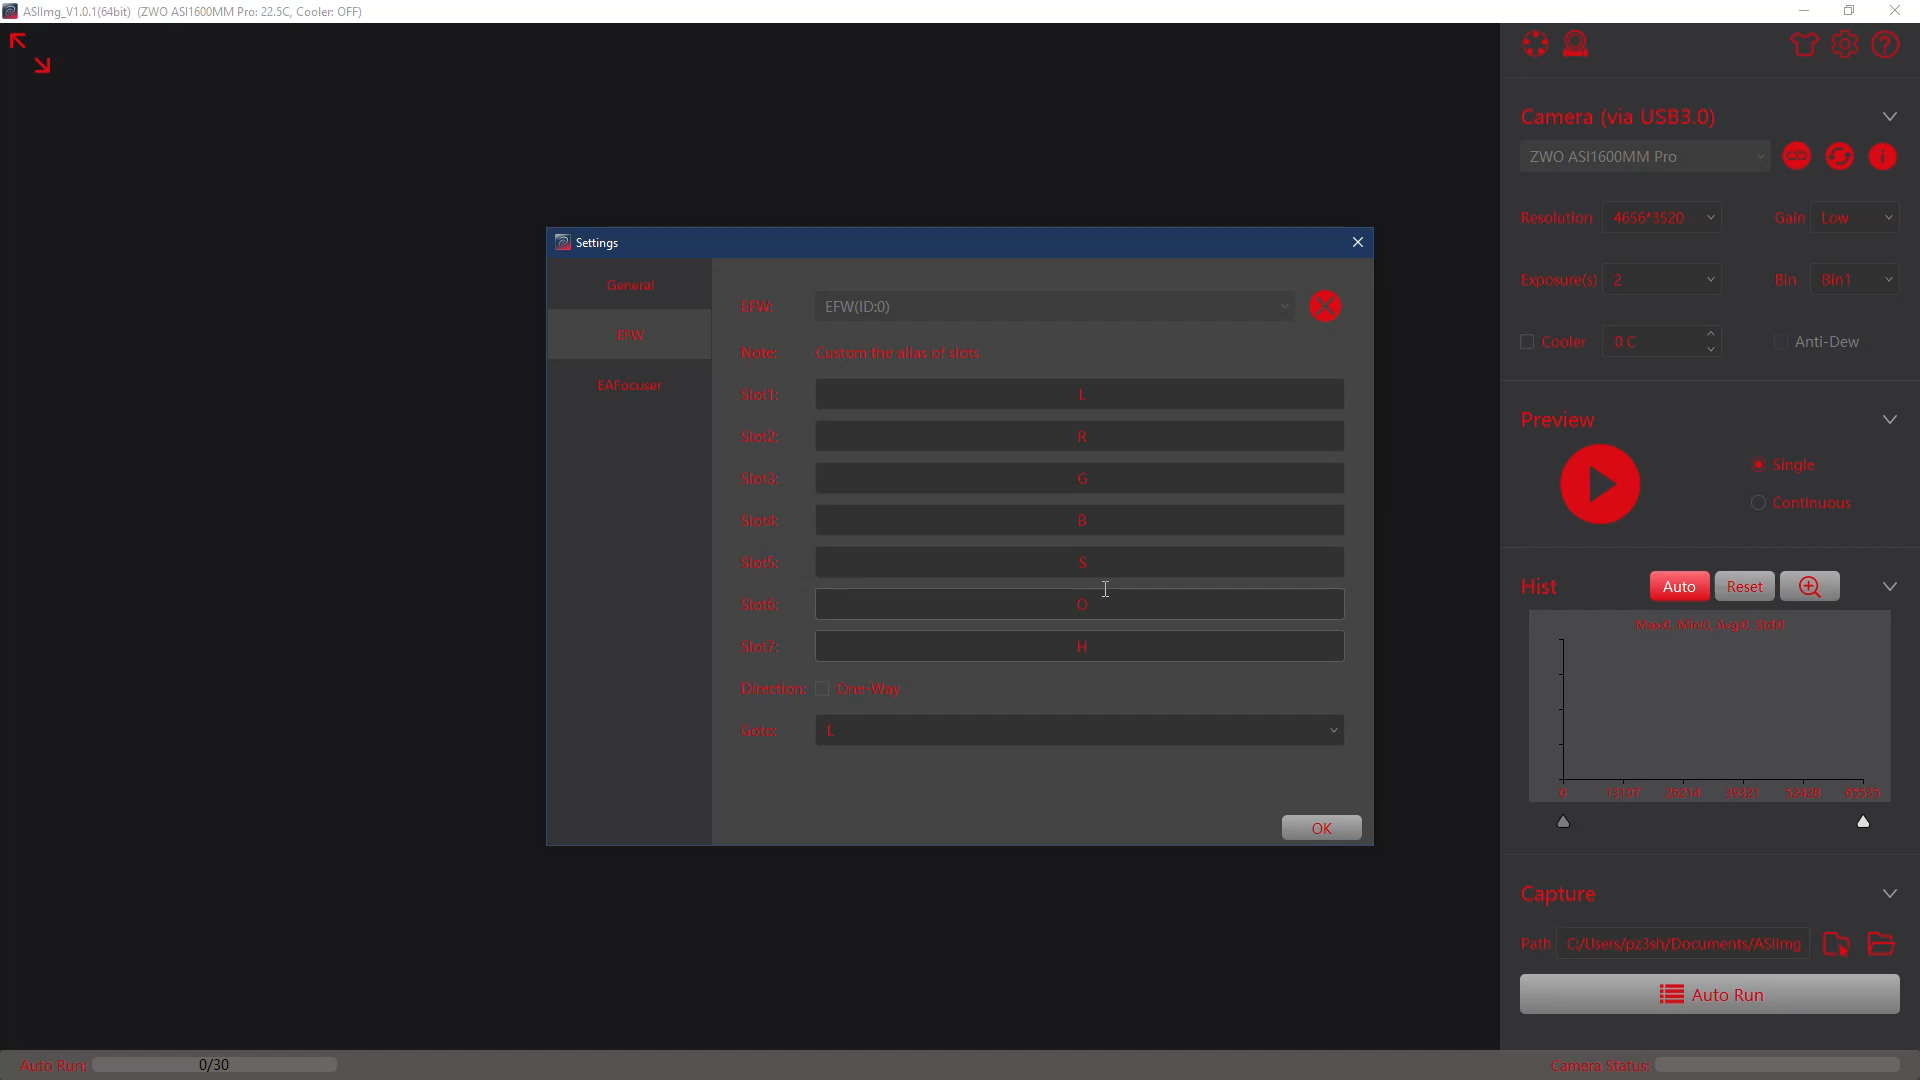 ASIImg_V1.0.1(64bit) (ZWO ASI1600MM Pro: 22.5C, Cooler: OFF)
Camera (via USB3.0)
ZWO ASI1600MM Pro
Resolution 4656*3520 Gain Low
Exposure(s) 2 Bin Bin1
Cooler 0 C Anti-Dew
Preview
Single
Continuous
Hist Auto Reset
Max:0, Min:0, Avg:0, Std:0
0 13107 26214 39321 52428 65535
Capture
Path C:/Users/pz3sh/Documents/ASIImg
Auto Run
Settings
General
EFW
EAFocuser
EFW: EFW(ID:0)
Note: Custom the alias of slots
Slot1: L
Slot2: R
Slot3: G
Slot4: B
Slot5: S
Slot6: O
Slot7: H
Direction: One-Way
Goto: L
OK
Auto Run: 0/30
Camera Status: